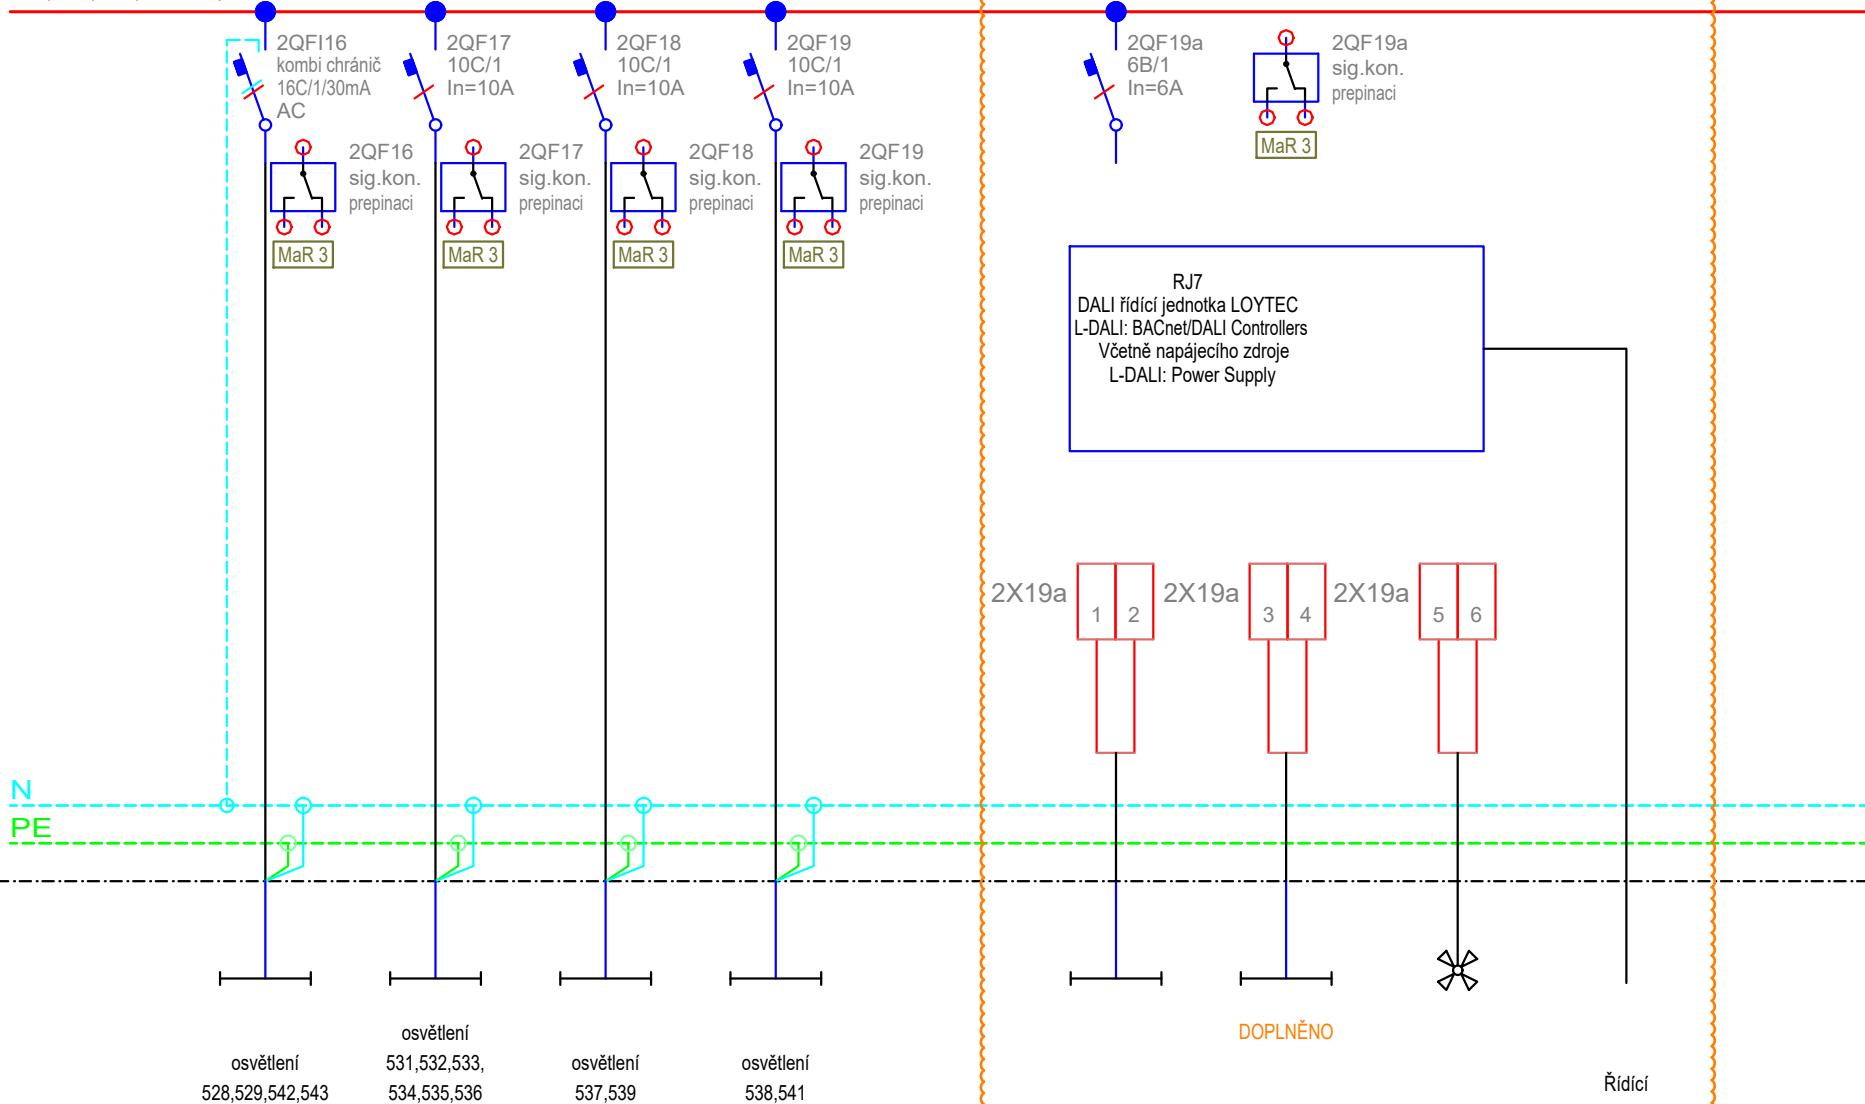 2QFI16
kombi chránič
16C/1/30mA
AC
2QF17
10C/1
In=10A
2QF18
10C/1
In=10A
2QF19
10C/1
In=10A
2QF19a
6B/1
In=6A
2QF19a
sig.kon.
prepinaci
MaR 3
2QF16
sig.kon.
prepinaci
MaR 3
2QF17
sig.kon.
prepinaci
MaR 3
2QF18
sig.kon.
prepinaci
MaR 3
2QF19
sig.kon.
prepinaci
MaR 3
RJ7
DALI řídící jednotka LOYTEC
L-DALI: BACnet/DALI Controllers
Včetně napájecího zdroje
L-DALI: Power Supply
2X19a 1 2
2X19a 3 4
2X19a 5 6
N
PE
osvětlení
528,529,542,543
osvětlení
531,532,533,
534,535,536
osvětlení
537,539
osvětlení
538,541
DOPLNĚNO
Řídící